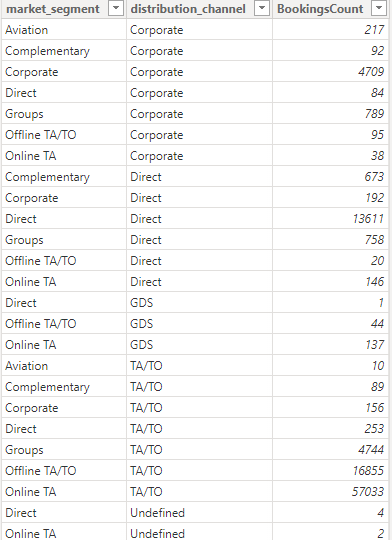 market_segment distribution_channel BookingsCount
Aviation Corporate 217
Complementary Corporate 92
Corporate Corporate 4709
Direct Corporate 84
Groups Corporate 789
Offline TA/TO Corporate 95
Online TA Corporate 38
Complementary Direct 673
Corporate Direct 192
Direct Direct 13611
Groups Direct 758
Offline TA/TO Direct 20
Online TA Direct 146
Direct GDS 1
Offline TA/TO GDS 44
Online TA GDS 137
Aviation TA/TO 10
Complementary TA/TO 89
Corporate TA/TO 156
Direct TA/TO 253
Groups TA/TO 4744
Offline TA/TO TA/TO 16855
Online TA TA/TO 57033
Direct Undefined 4
Online TA Undefined 2